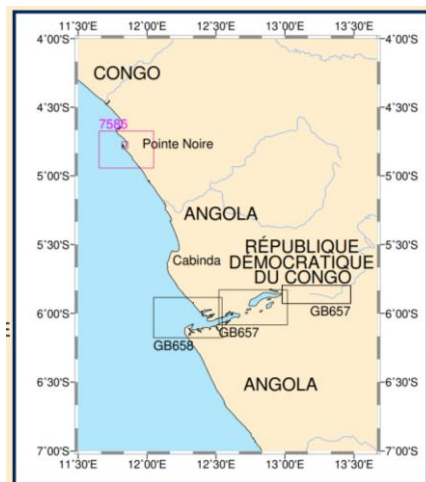 11°30'E 12°00'E 12°30'E 13°00'E 13°30'E
4°00'S 4°00'S
CONGO
4°30'S 4°30'S
7585
Pointe Noire
5°00'S 5°00'S
ANGOLA
5°30'S 5°30'S
RÉPUBLIQUE
Cabinda DÉMOCRATIQUE
DU CONGO
6°00'S 6°00'S
GB657
GB657
GB658
6°30'S ANGOLA 6°30'S
7°00'S 7°00'S
11°30'E 12°00'E 12°30'E 13°00'E 13°30'E